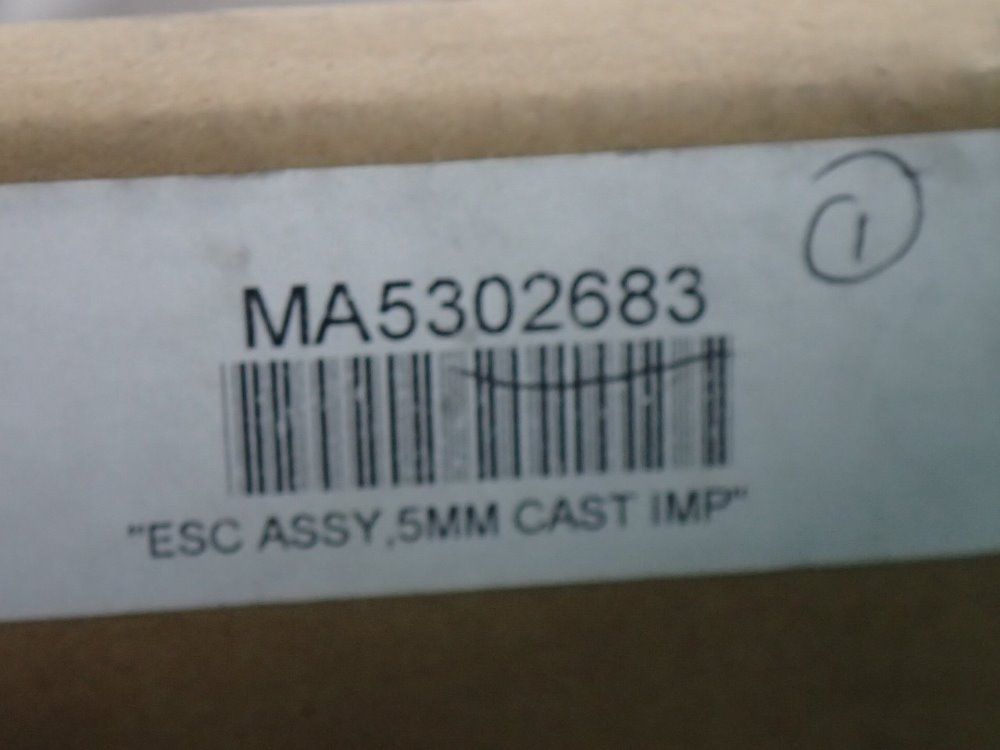 1
MA5302683
"ESC ASSY,5MM CAST IMP"